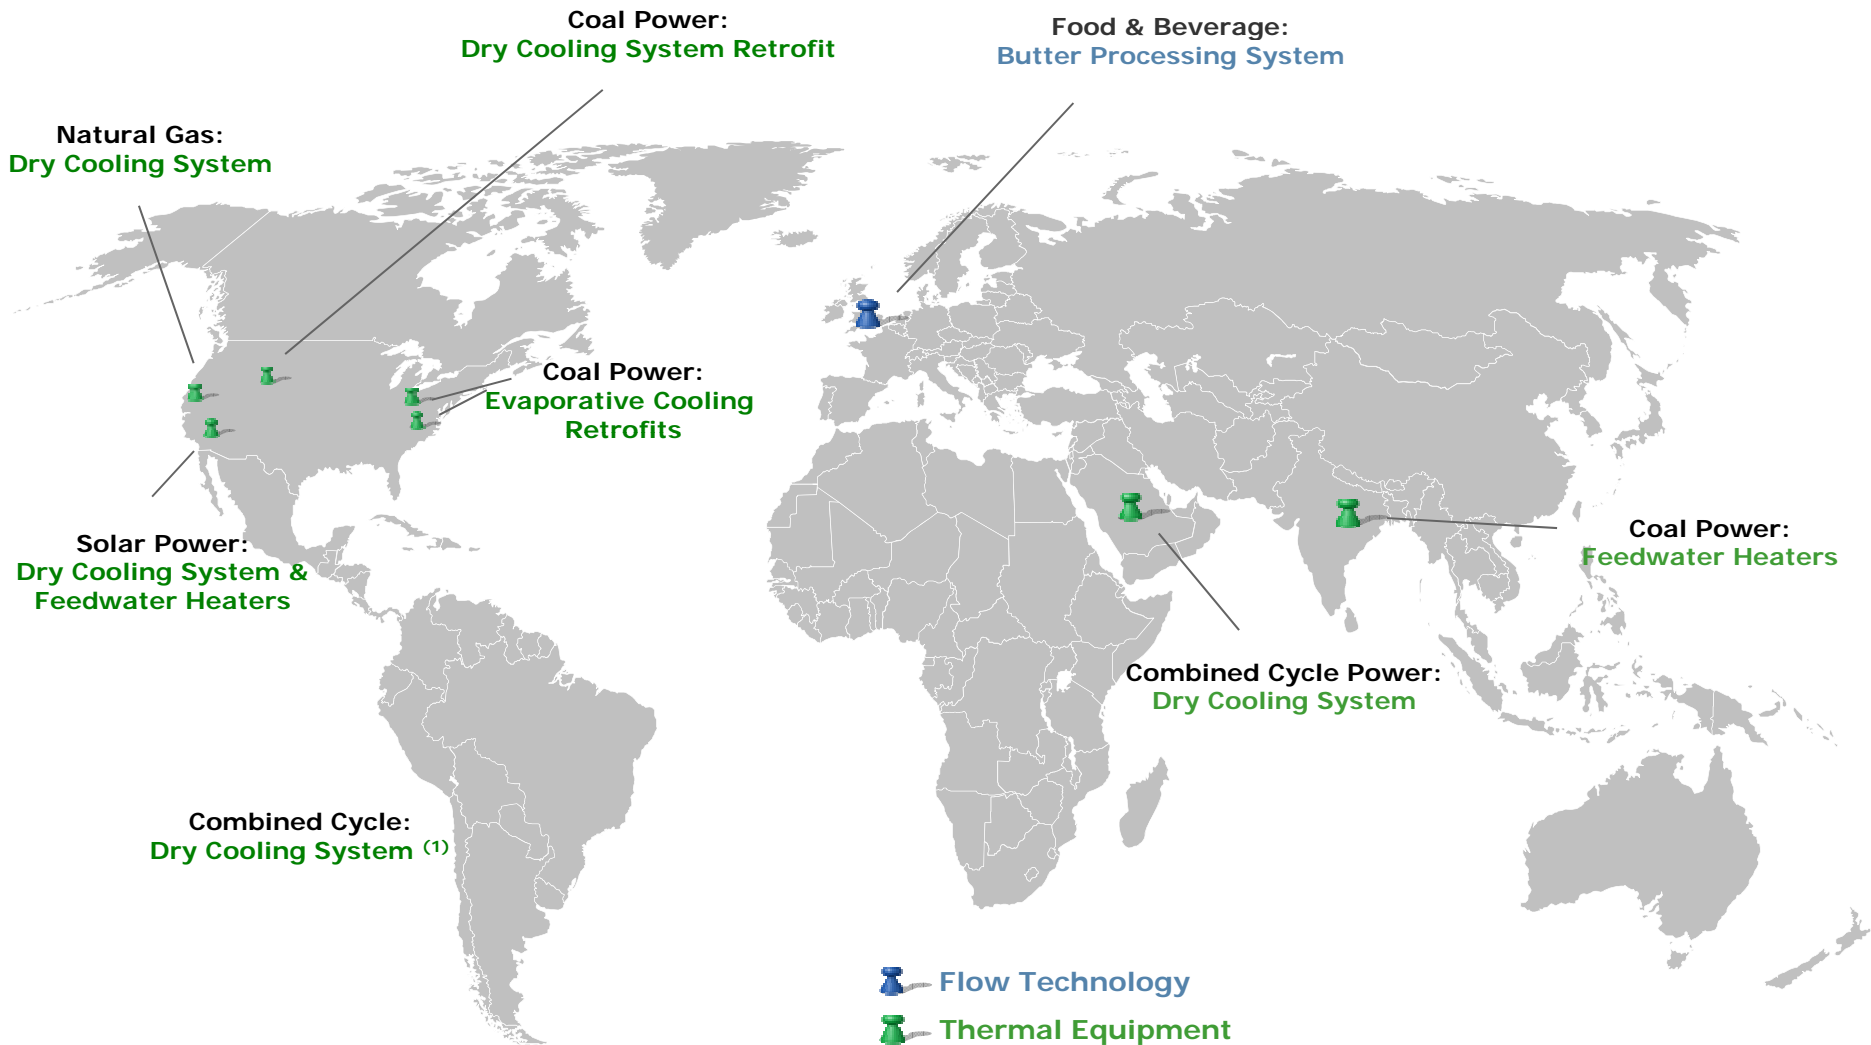 Coal Power:
Dry Cooling System Retrofit
Food & Beverage:
Butter Processing System
Natural Gas:
Dry Cooling System
Coal Power:
Evaporative Cooling
Retrofits
Solar Power:
Dry Cooling System &
Feedwater Heaters
Coal Power:
Feedwater Heaters
Combined Cycle Power:
Dry Cooling System
Combined Cycle:
Dry Cooling System (1)
Flow Technology
Thermal Equipment